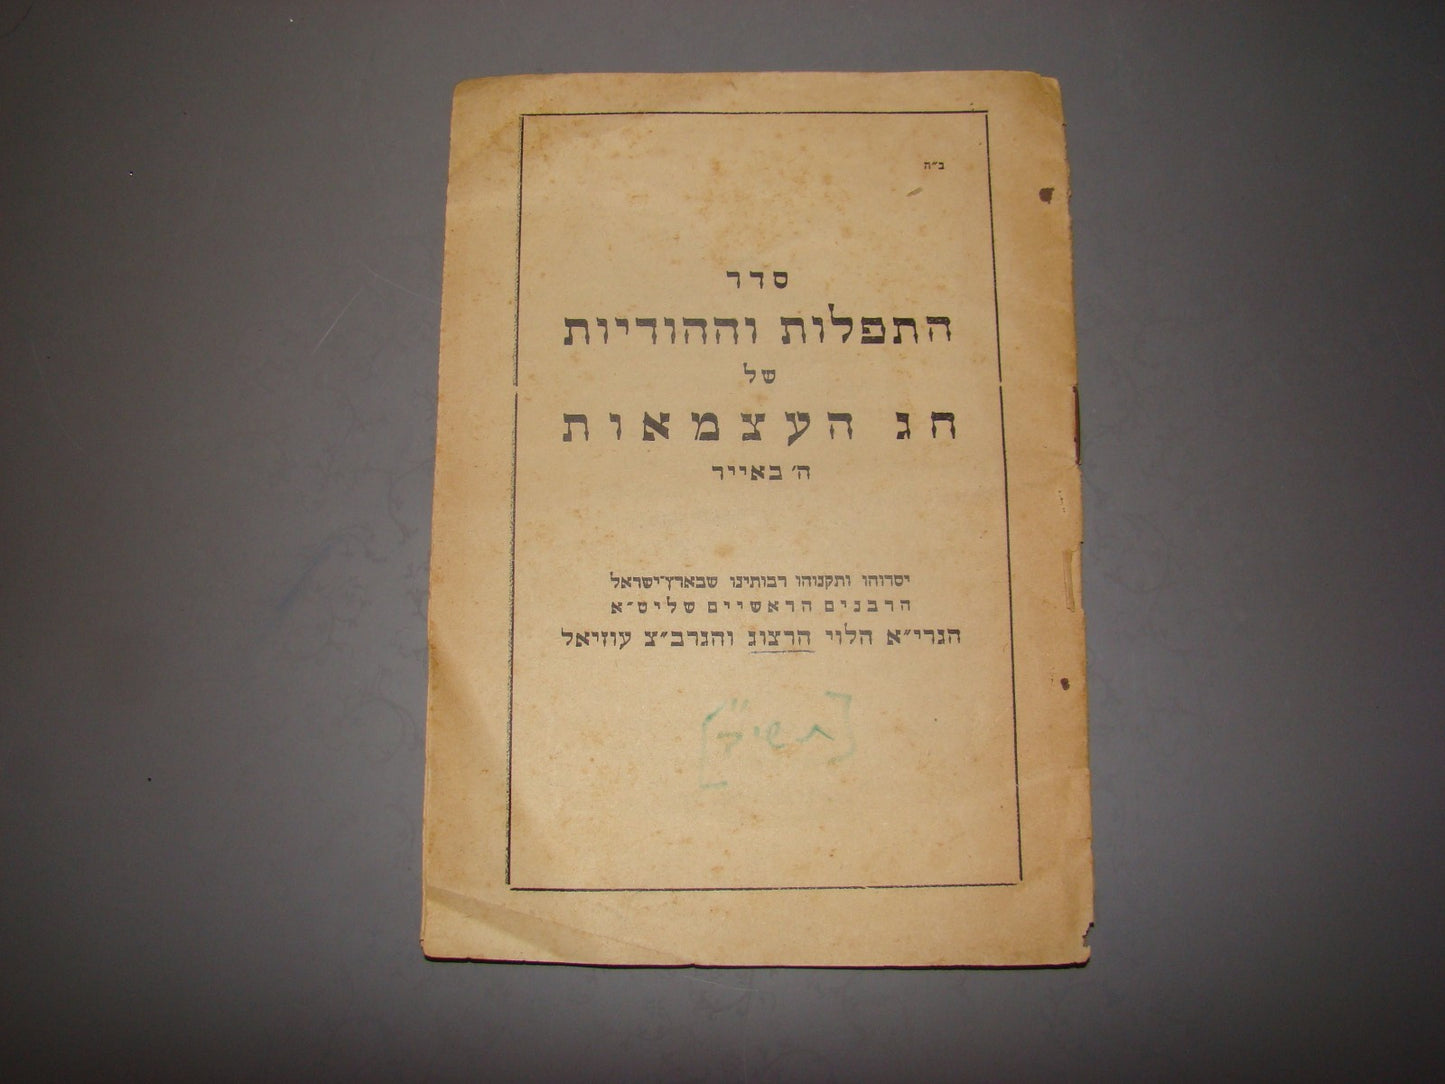 ב״ה
סדר
התפלות וההודיות
של
חג העצמאות
ה׳ באייר
יסדוהו ותקנוהו רבותינו שבארץ־ישראל
הרבנים הראשיים שליט״א
הגרי״א הלוי הרצוג והגרב״צ עוזיאל